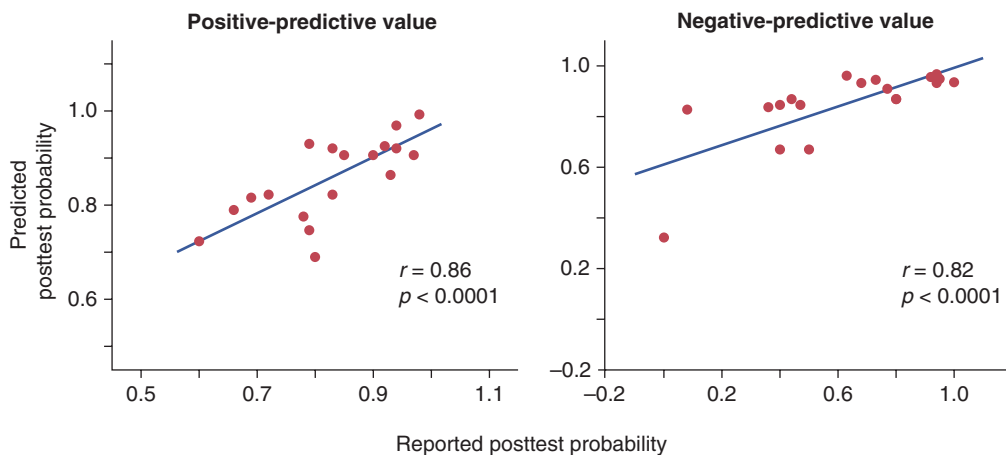 Positive-predictive value
Negative-predictive value
Predicted
posttest probability
1.0
0.8
0.6
r = 0.86
p < 0.0001
0.5 0.7 0.9 1.1
1.0
0.6
0.2
–0.2
r = 0.82
p < 0.0001
–0.2 0.2 0.6 1.0
Reported posttest probability